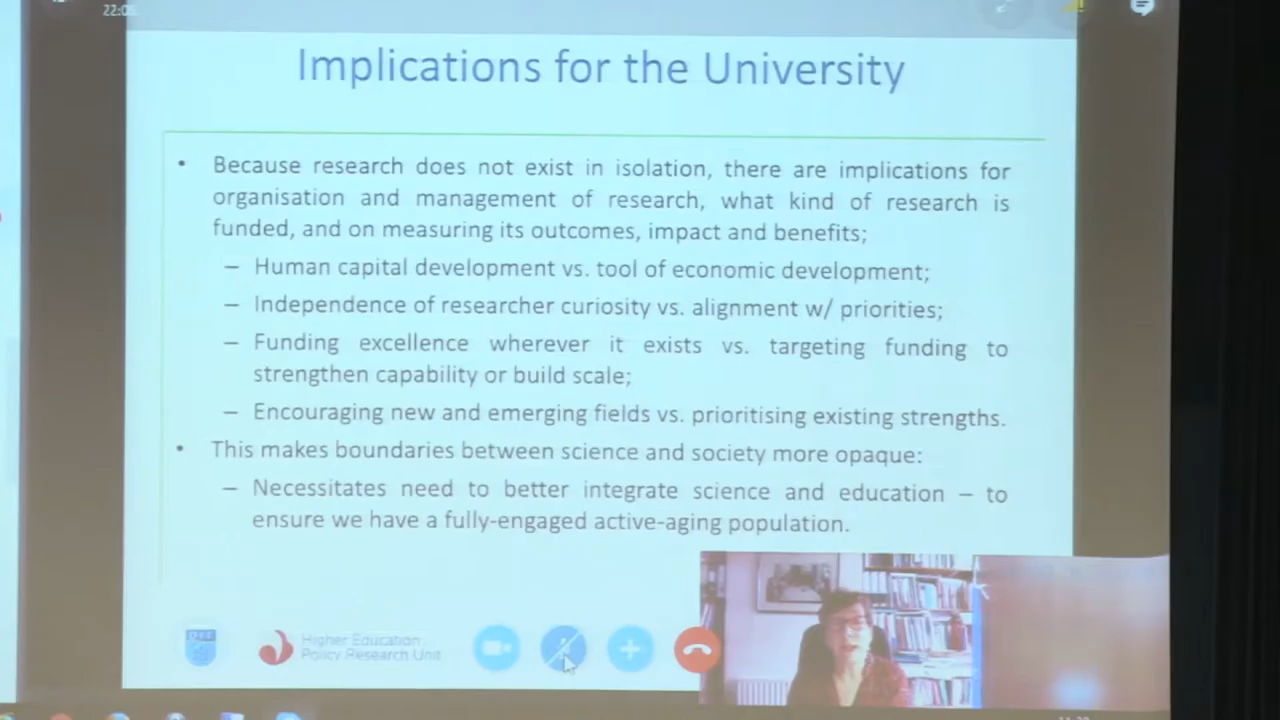 22:05
Implications for the University
• Because research does not exist in isolation, there are implications for
organisation and management of research, what kind of research is
funded, and on measuring its outcomes, impact and benefits;
– Human capital development vs. tool of economic development;
– Independence of researcher curiosity vs. alignment w/ priorities;
– Funding excellence wherever it exists vs. targeting funding to
strengthen capability or build scale;
– Encouraging new and emerging fields vs. prioritising existing strengths.
• This makes boundaries between science and society more opaque:
– Necessitates need to better integrate science and education – to
ensure we have a fully-engaged active-aging population.
Higher Education
Policy Research Unit